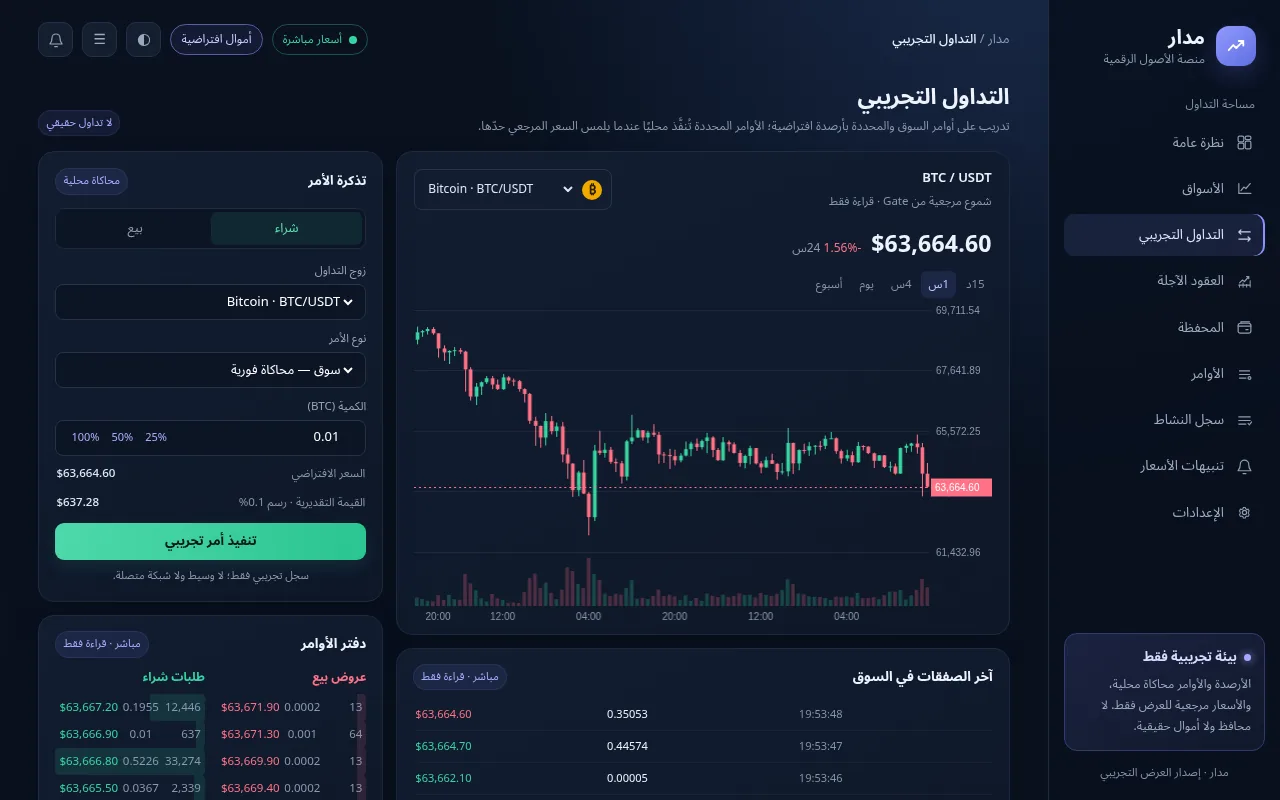 مدار
منصة الأصول الرقمية
مساحة التداول
نظرة عامة
الأسواق
التداول التجريبي
العقود الآجلة
المحفظة
الأوامر
سجل النشاط
تنبيهات الأسعار
الإعدادات
بيئة تجريبية فقط
الأرصدة والأوامر محاكاة محلية،
والأسعار مرجعية للعرض فقط. لا
محافظ ولا أموال حقيقية.
مدار · إصدار العرض التجريبي
مدار / التداول التجريبي
أسعار مباشرة
أموال افتراضية
التداول التجريبي
تدريب على أوامر السوق والمحددة بأرصدة افتراضية؛ الأوامر المحددة تُنفَّذ محليًا عندما يلمس السعر المرجعي حدّها.
لا تداول حقيقي
BTC / USDT
شموع مرجعية من Gate · قراءة فقط
Bitcoin · BTC/USDT
$63,664.60 -1.56% 24س
15د 1س 4س يوم أسبوع
69,711.54
67,641.89
65,572.25
63,664.60
61,432.96
20:00 12:00 04:00 20:00 12:00 04:00
آخر الصفقات في السوق
مباشر · قراءة فقط
$63,664.60 0.35053 19:53:48
$63,664.70 0.44574 19:53:47
$63,662.10 0.00005 19:53:46
تذكرة الأمر
محاكاة محلية
شراء
بيع
زوج التداول
Bitcoin · BTC/USDT
نوع الأمر
سوق — محاكاة فورية
الكمية (BTC)
0.01
25% 50% 100%
السعر الافتراضي $63,664.60
القيمة التقديرية · رسم 0.1% $637.28
تنفيذ أمر تجريبي
سجل تجريبي فقط؛ لا وسيط ولا شبكة متصلة.
دفتر الأوامر
مباشر · قراءة فقط
عروض بيع
طلبات شراء
$63,671.90 0.0002 13
$63,671.30 0.001 64
$63,669.90 0.0002 13
$63,669.40 0.0002 13
$63,667.20 0.1955 12,446
$63,666.90 0.01 637
$63,666.80 0.5226 33,274
$63,665.50 0.0367 2,339